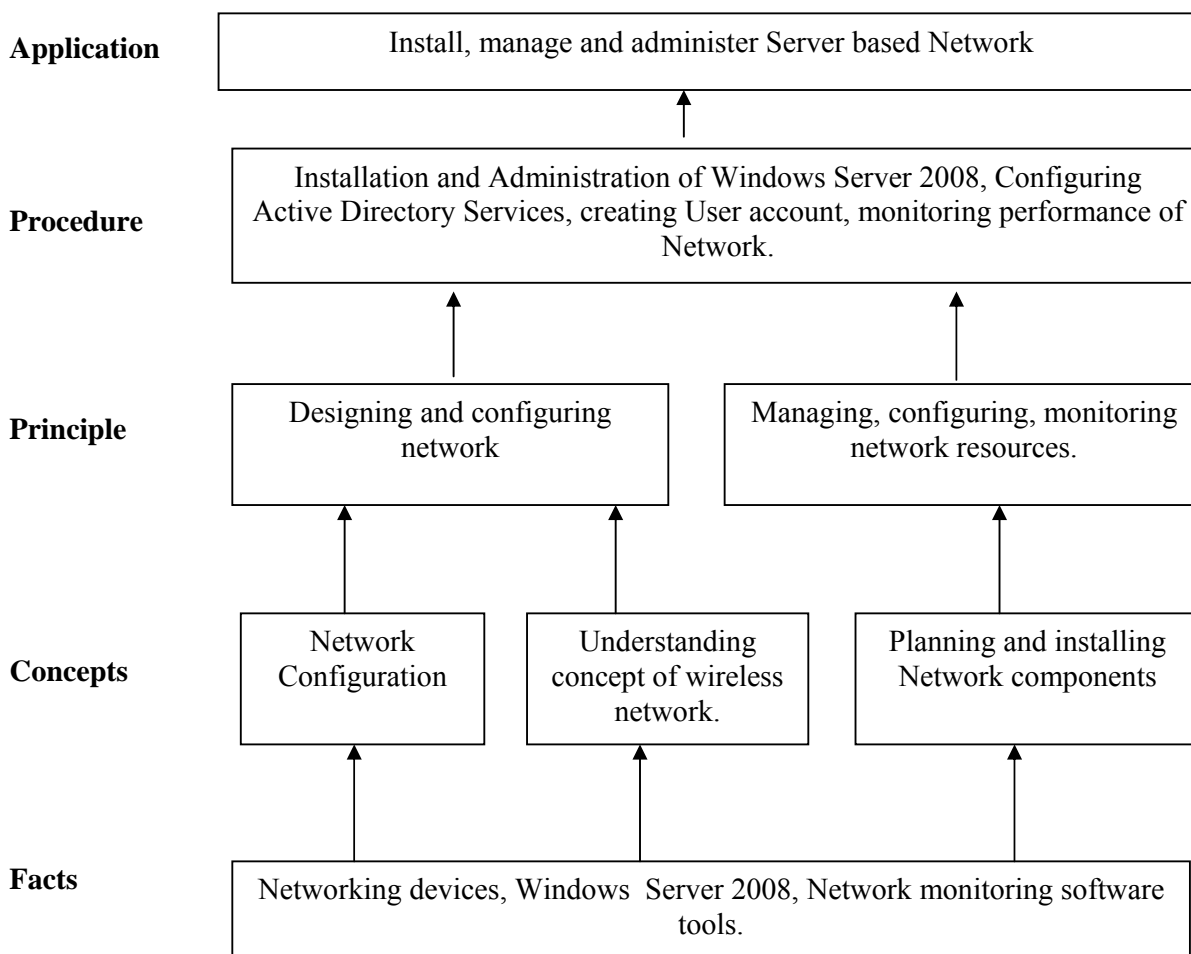 Application
Install, manage and administer Server based Network
Procedure
Installation and Administration of Windows Server 2008, Configuring
Active Directory Services, creating User account, monitoring performance of
Network.
Principle
Designing and configuring
network
Managing, configuring, monitoring
network resources.
Concepts
Network
Configuration
Understanding
concept of wireless
network.
Planning and installing
Network components
Facts
Networking devices, Windows  Server 2008, Network monitoring software
tools.